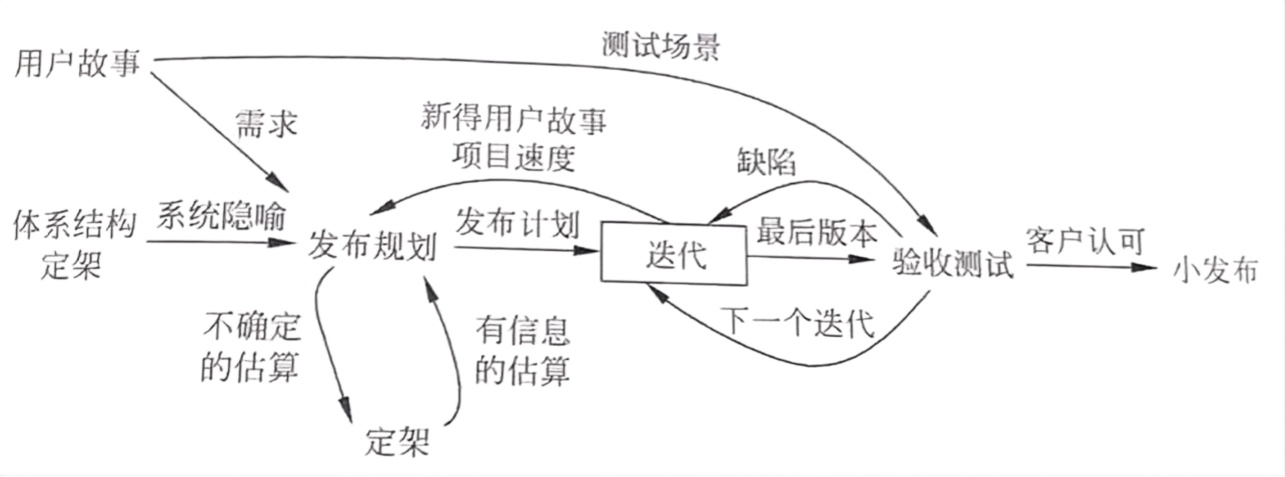 测试场景
用户故事
需求
新得用户故事
项目速度
缺陷
体系结构
定架
系统隐喻
发布规划
发布计划
迭代
最后版本
验收测试
客户认可
小发布
不确定
的估算
有信息
的估算
下一个迭代
定架